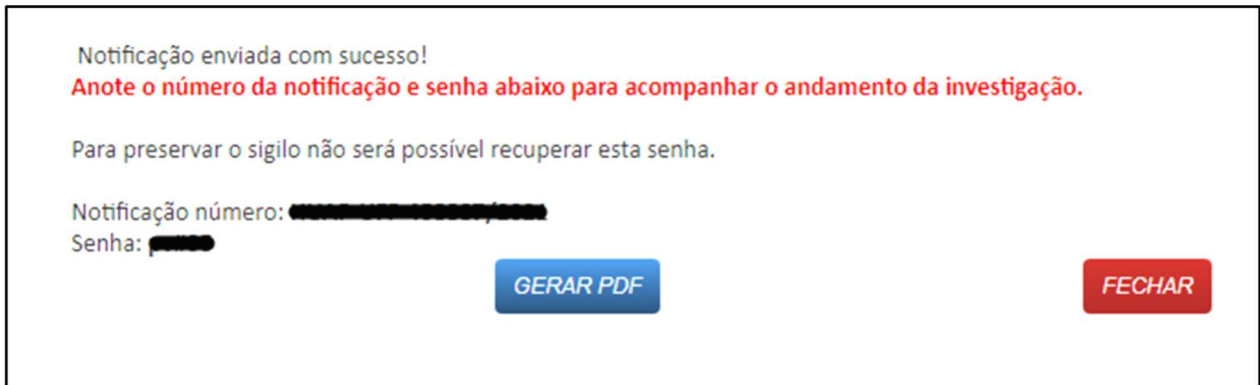 Notificação enviada com sucesso!
Anote o número da notificação e senha abaixo para acompanhar o andamento da investigação.
Para preservar o sigilo não será possível recuperar esta senha.
Notificação número:
Senha:
GERAR PDF
FECHAR